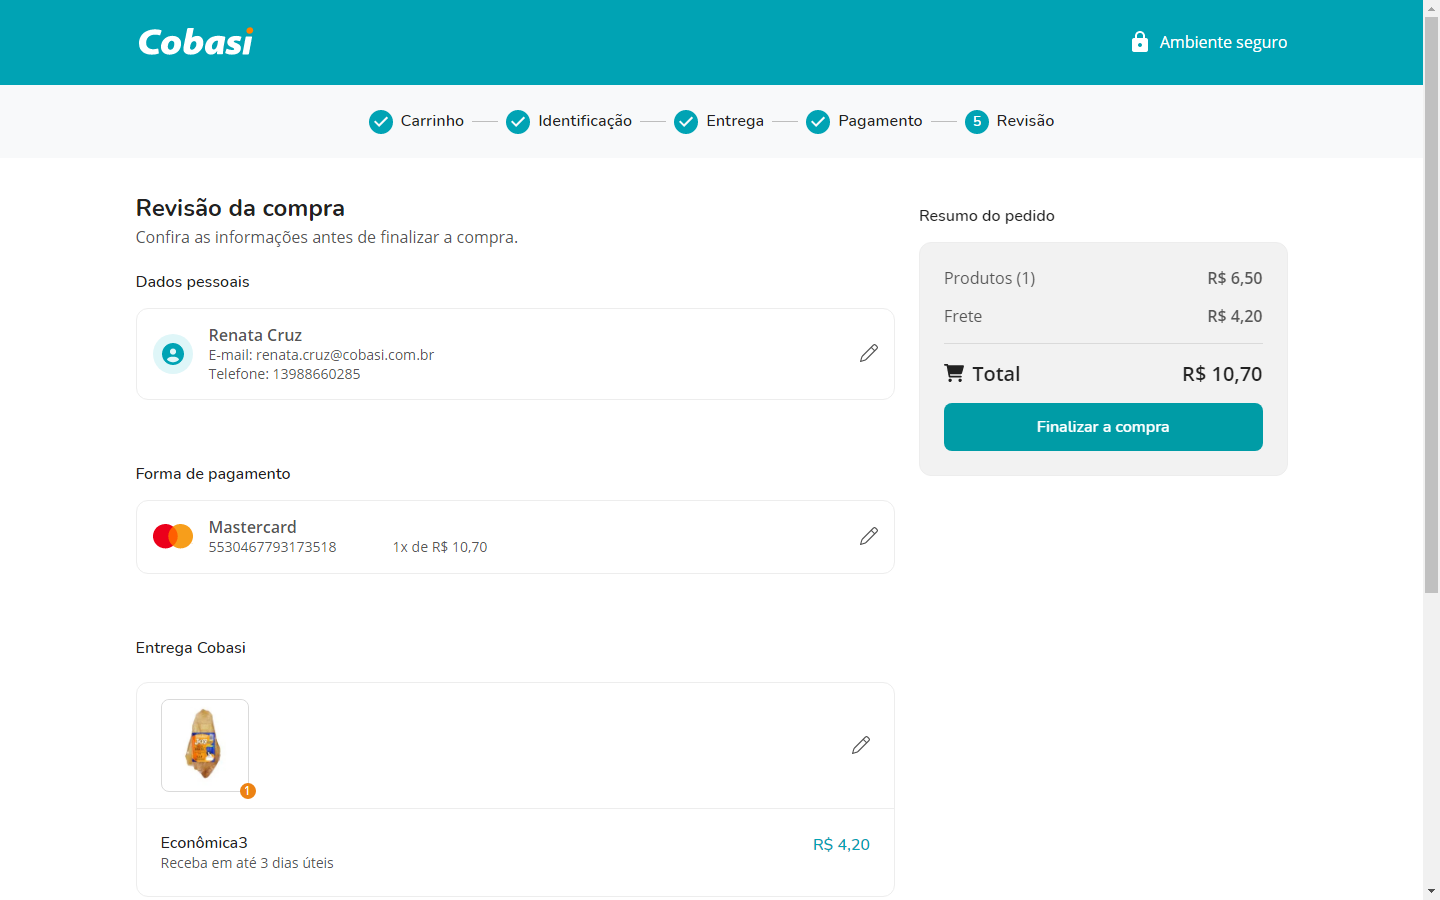 Cobasi
Ambiente seguro
Carrinho
Identificação
Entrega
Pagamento
5 Revisão
Revisão da compra
Confira as informações antes de finalizar a compra.
Dados pessoais
Renata Cruz
E-mail: renata.cruz@cobasi.com.br
Telefone: 13988660285
Forma de pagamento
Mastercard
5530467793173518 1x de R$ 10,70
Entrega Cobasi
1
Econômica3 R$ 4,20
Receba em até 3 dias úteis
Resumo do pedido
Produtos (1) R$ 6,50
Frete R$ 4,20
Total R$ 10,70
Finalizar a compra